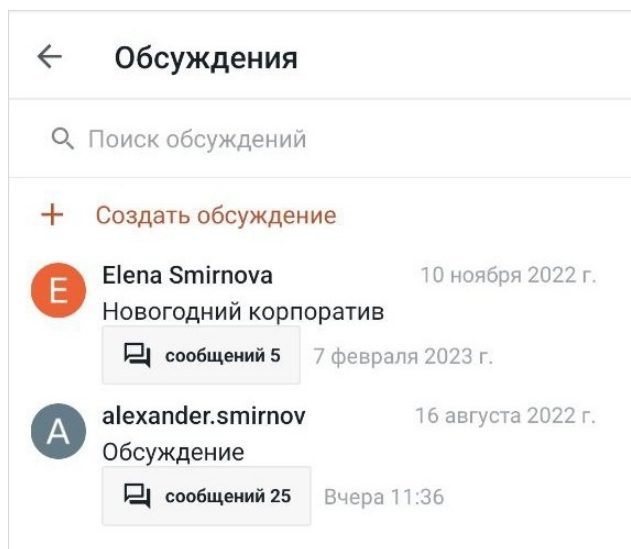 Обсуждения
Поиск обсуждений
+ Создать обсуждение
E
Elena Smirnova 10 ноября 2022 г.
Новогодний корпоратив
сообщений 5 7 февраля 2023 г.
A
alexander.smirnov 16 августа 2022 г.
Обсуждение
сообщений 25 Вчера 11:36